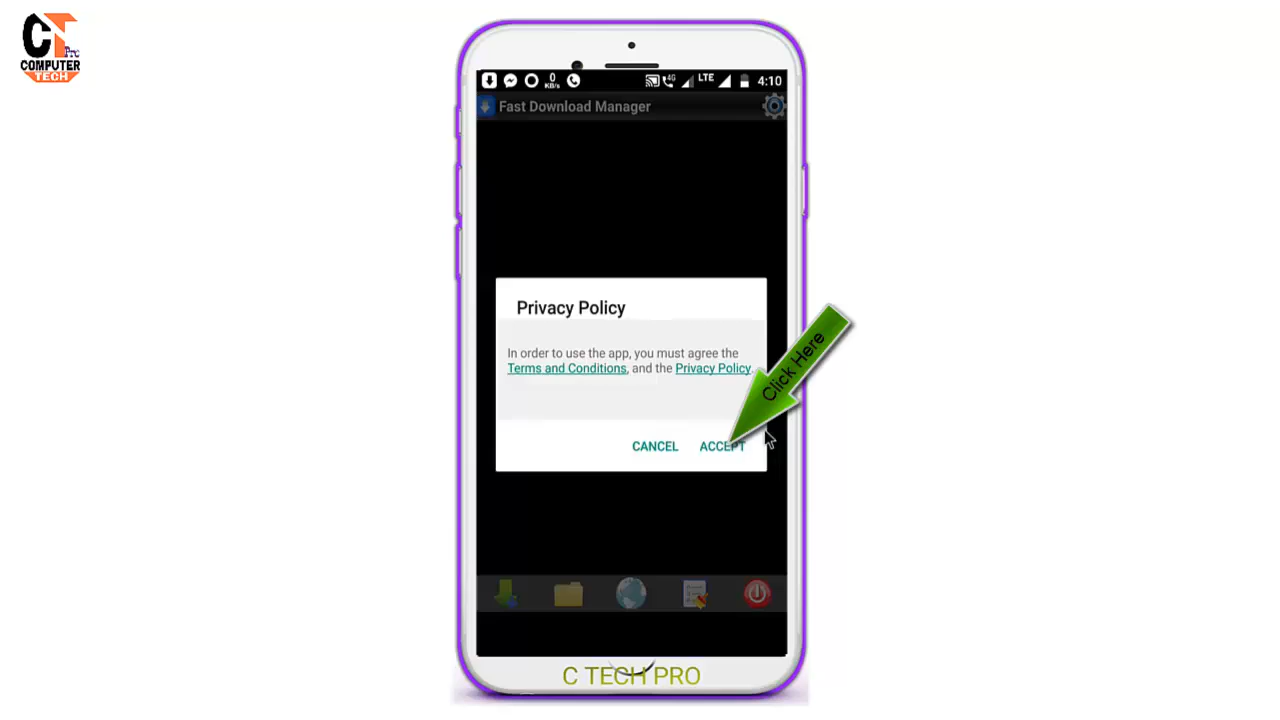 CT
Pro
COMPUTER
TECH
0
KB/s
4G
LTE
4:10
Fast Download Manager
Privacy Policy
In order to use the app, you must agree the
Terms and Conditions, and the Privacy Policy.
Click Here
CANCEL ACCEPT
C TECH PRO